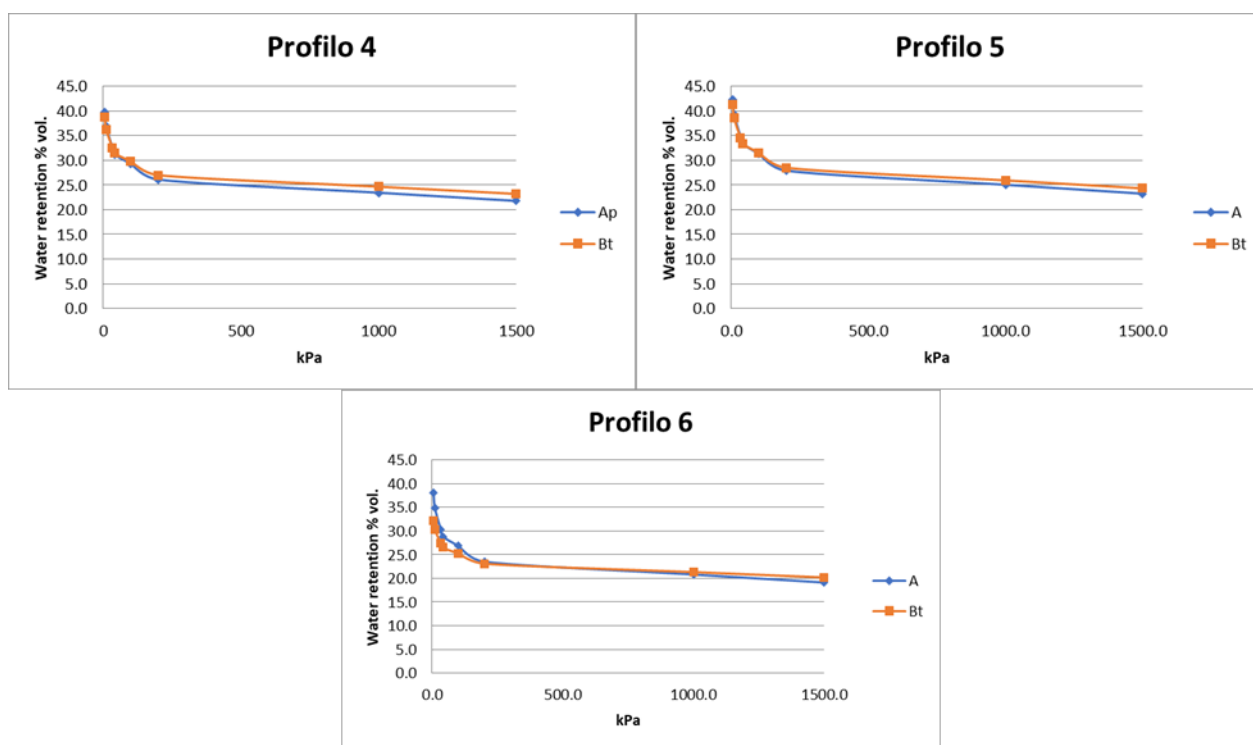 Profilo 4
45.0
40.0
35.0
30.0
25.0
20.0
15.0
10.0
5.0
0.0
Water retention % vol.
0 500 1000 1500
kPa
Ap
Bt
Profilo 5
45.0
40.0
35.0
30.0
25.0
20.0
15.0
10.0
5.0
0.0
Water retention % vol.
0.0 500.0 1000.0 1500.0
kPa
A
Bt
Profilo 6
45.0
40.0
35.0
30.0
25.0
20.0
15.0
10.0
5.0
0.0
Water retention % vol.
0.0 500.0 1000.0 1500.0
kPa
A
Bt